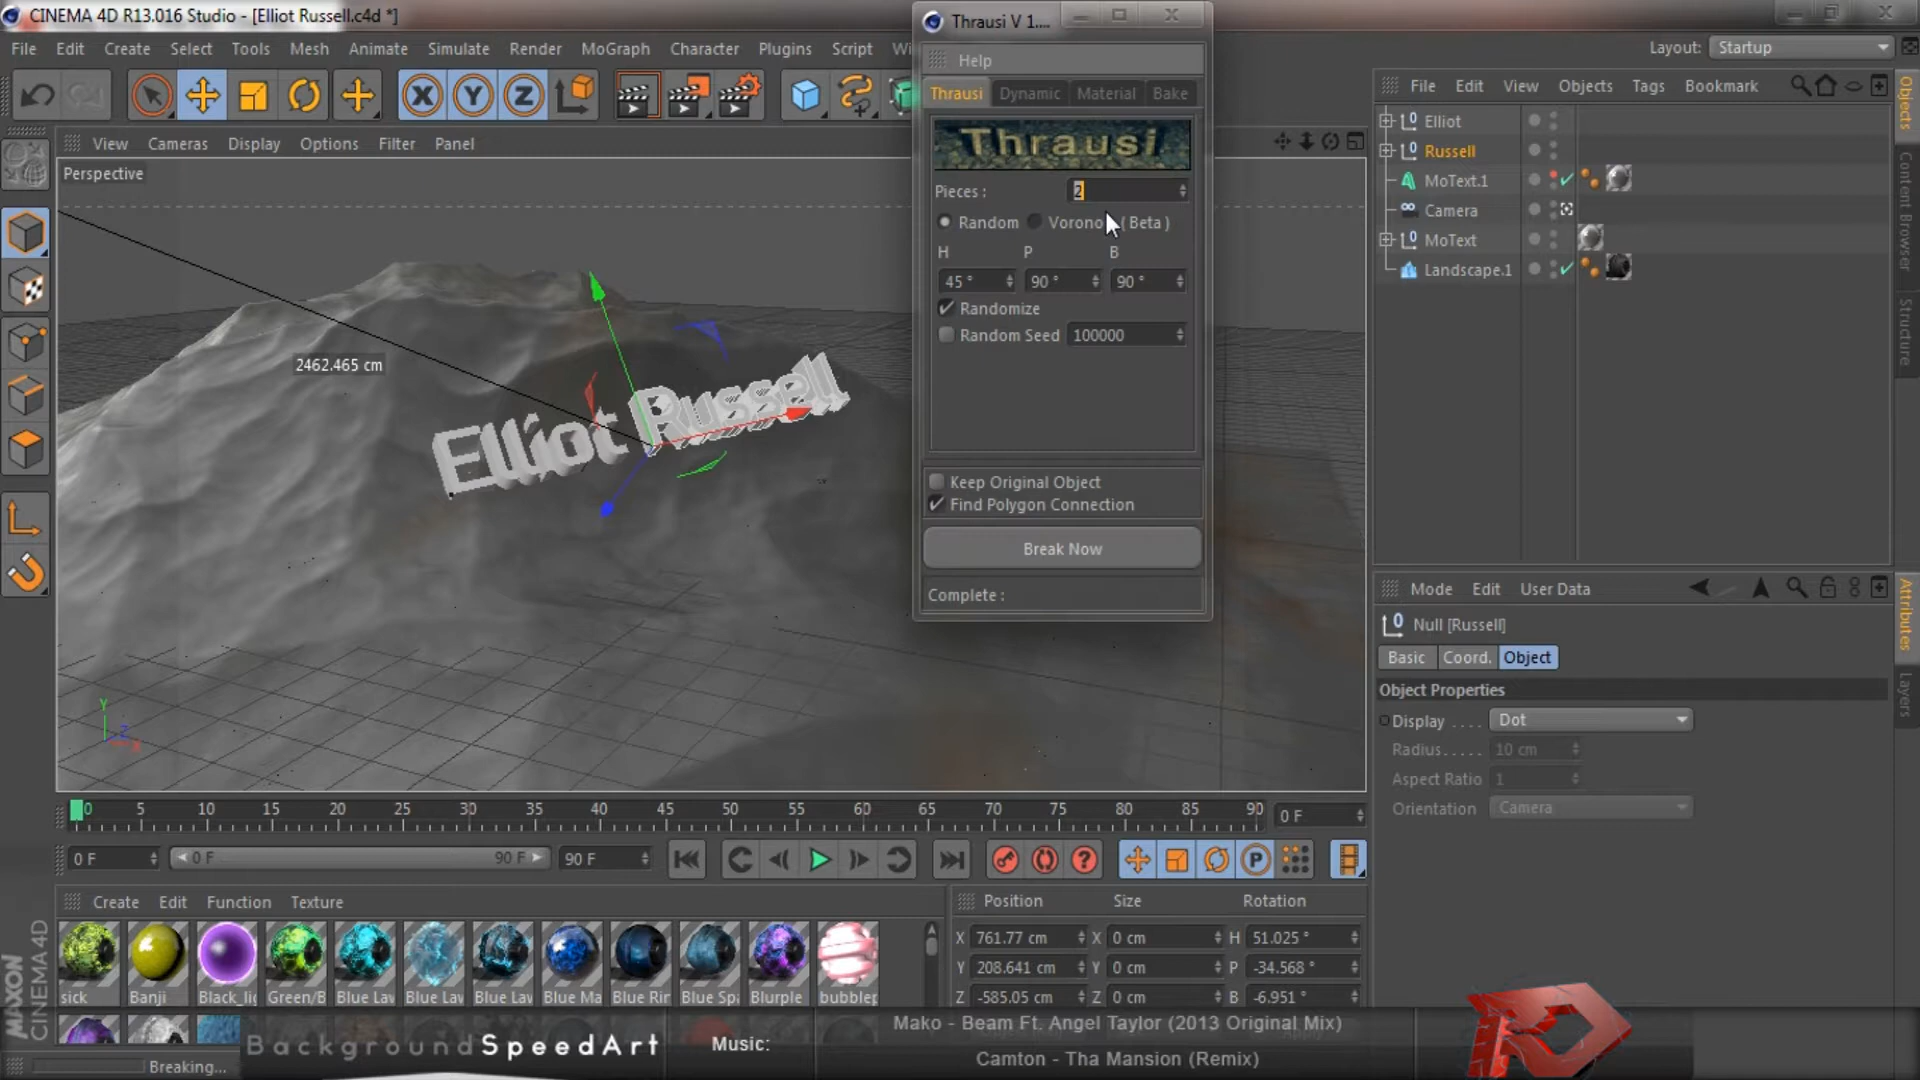 CINEMA 4D R13.016 Studio - [Elliot Russell.c4d *]
File Edit Create Select Tools Mesh Animate Simulate Render MoGraph Character Plugins Script
Layout: Startup
Thrausi V 1....
Help
Thrausi Dynamic Material Bake
Thrausi
Pieces : 2
Random Vorono ( Beta )
H P B
45 ° 90 ° 90 °
Randomize
Random Seed 100000
Keep Original Object
Find Polygon Connection
Break Now
Complete :
View Cameras Display Options Filter Panel
Perspective
2462.465 cm
Elliot Russell
Y
Z
X
File Edit View Objects Tags Bookmark
Elliot
Russell
MoText.1
Camera
MoText
Landscape.1
Objects
Content Browser
Structure
Mode Edit User Data
Null [Russell]
Basic Coord. Object
Object Properties
Display . . . . Dot
Radius . . . . . 10 cm
Aspect Ratio 1
Orientation Camera
Attributes
Layers
0 5 10 15 20 25 30 35 40 45 50 55 60 65 70 75 80 85 90 0 F
0 F 0 F 90 F 90 F
Create Edit Function Texture
sick Banji Black_lig Green/B Blue Lav Blue Lav Blue Lav Blue Ma Blue Rin Blue Spa Blurple bubblep
Position Size Rotation
X 761.77 cm X 0 cm H 51.025 °
Y 208.641 cm Y 0 cm P -34.568 °
Z -585.05 cm Z 0 cm B -6.951 °
MAXON
CINEMA 4D
Breaking...
BackgroundSpeedArt
Music:
Mako - Beam Ft. Angel Taylor (2013 Original Mix)
Camton - Tha Mansion (Remix)